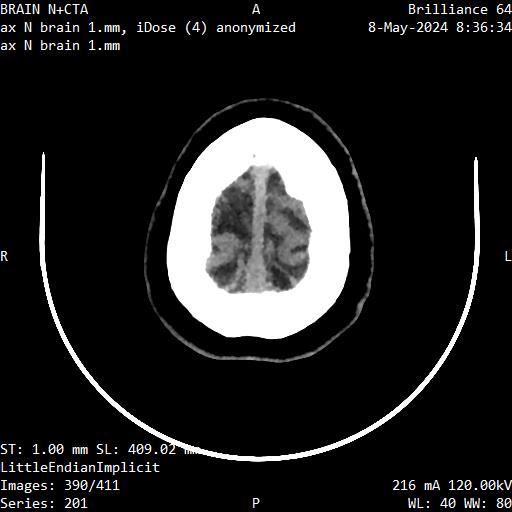 BRAIN N+CTA
A
Brilliance 64
ax N brain 1.mm, iDose (4) anonymized
8-May-2024 8:36:34
ax N brain 1.mm
R
L
ST: 1.00 mm SL: 409.02 mm
LittleEndianImplicit
Images: 390/411
216 mA 120.00kV
Series: 201
P
WL: 40 WW: 80